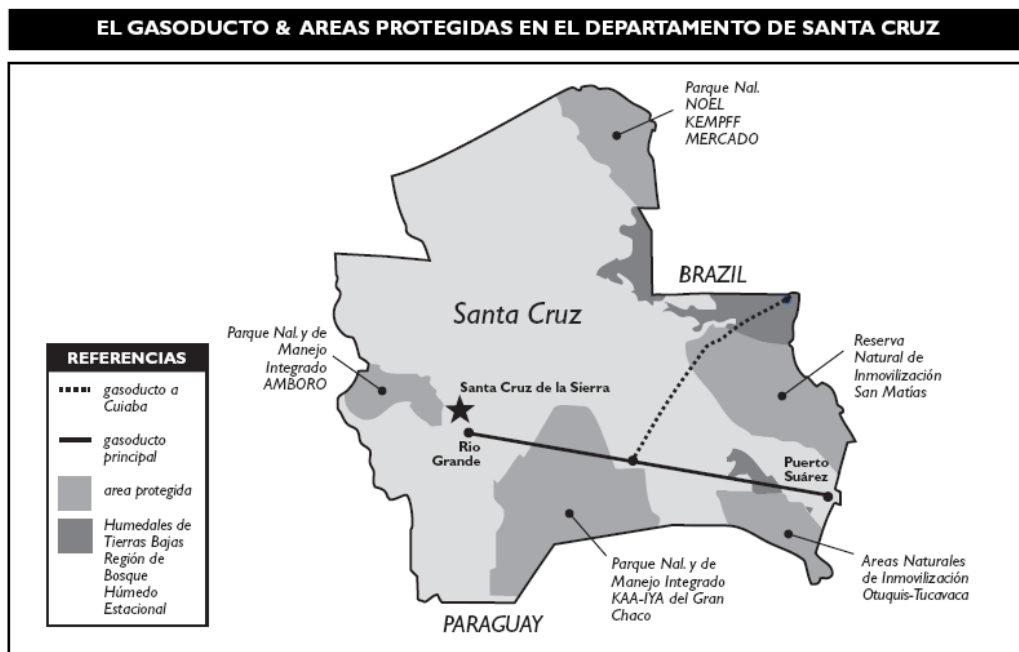 EL GASODUCTO & AREAS PROTEGIDAS EN EL DEPARTAMENTO DE SANTA CRUZ
Parque Nal.
NOEL
KEMPFF
MERCADO
BRAZIL
Santa Cruz
Parque Nal. y de
Manejo
Integrado
AMBORO
Reserva
Natural de
Inmovilización
San Matías
Santa Cruz de la Sierra
Rio
Grande
Puerto
Suárez
Parque Nal. y de
Manejo Integrado
KAA-IYA del Gran
Chaco
Areas Naturales
de Inmovilización
Otuquis-Tucavaca
PARAGUAY
REFERENCIAS
gasoducto a
Cuiaba
gasoducto
principal
area protegida
Humedales de
Tierras Bajas
Región de
Bosque
Húmedo
Estacional